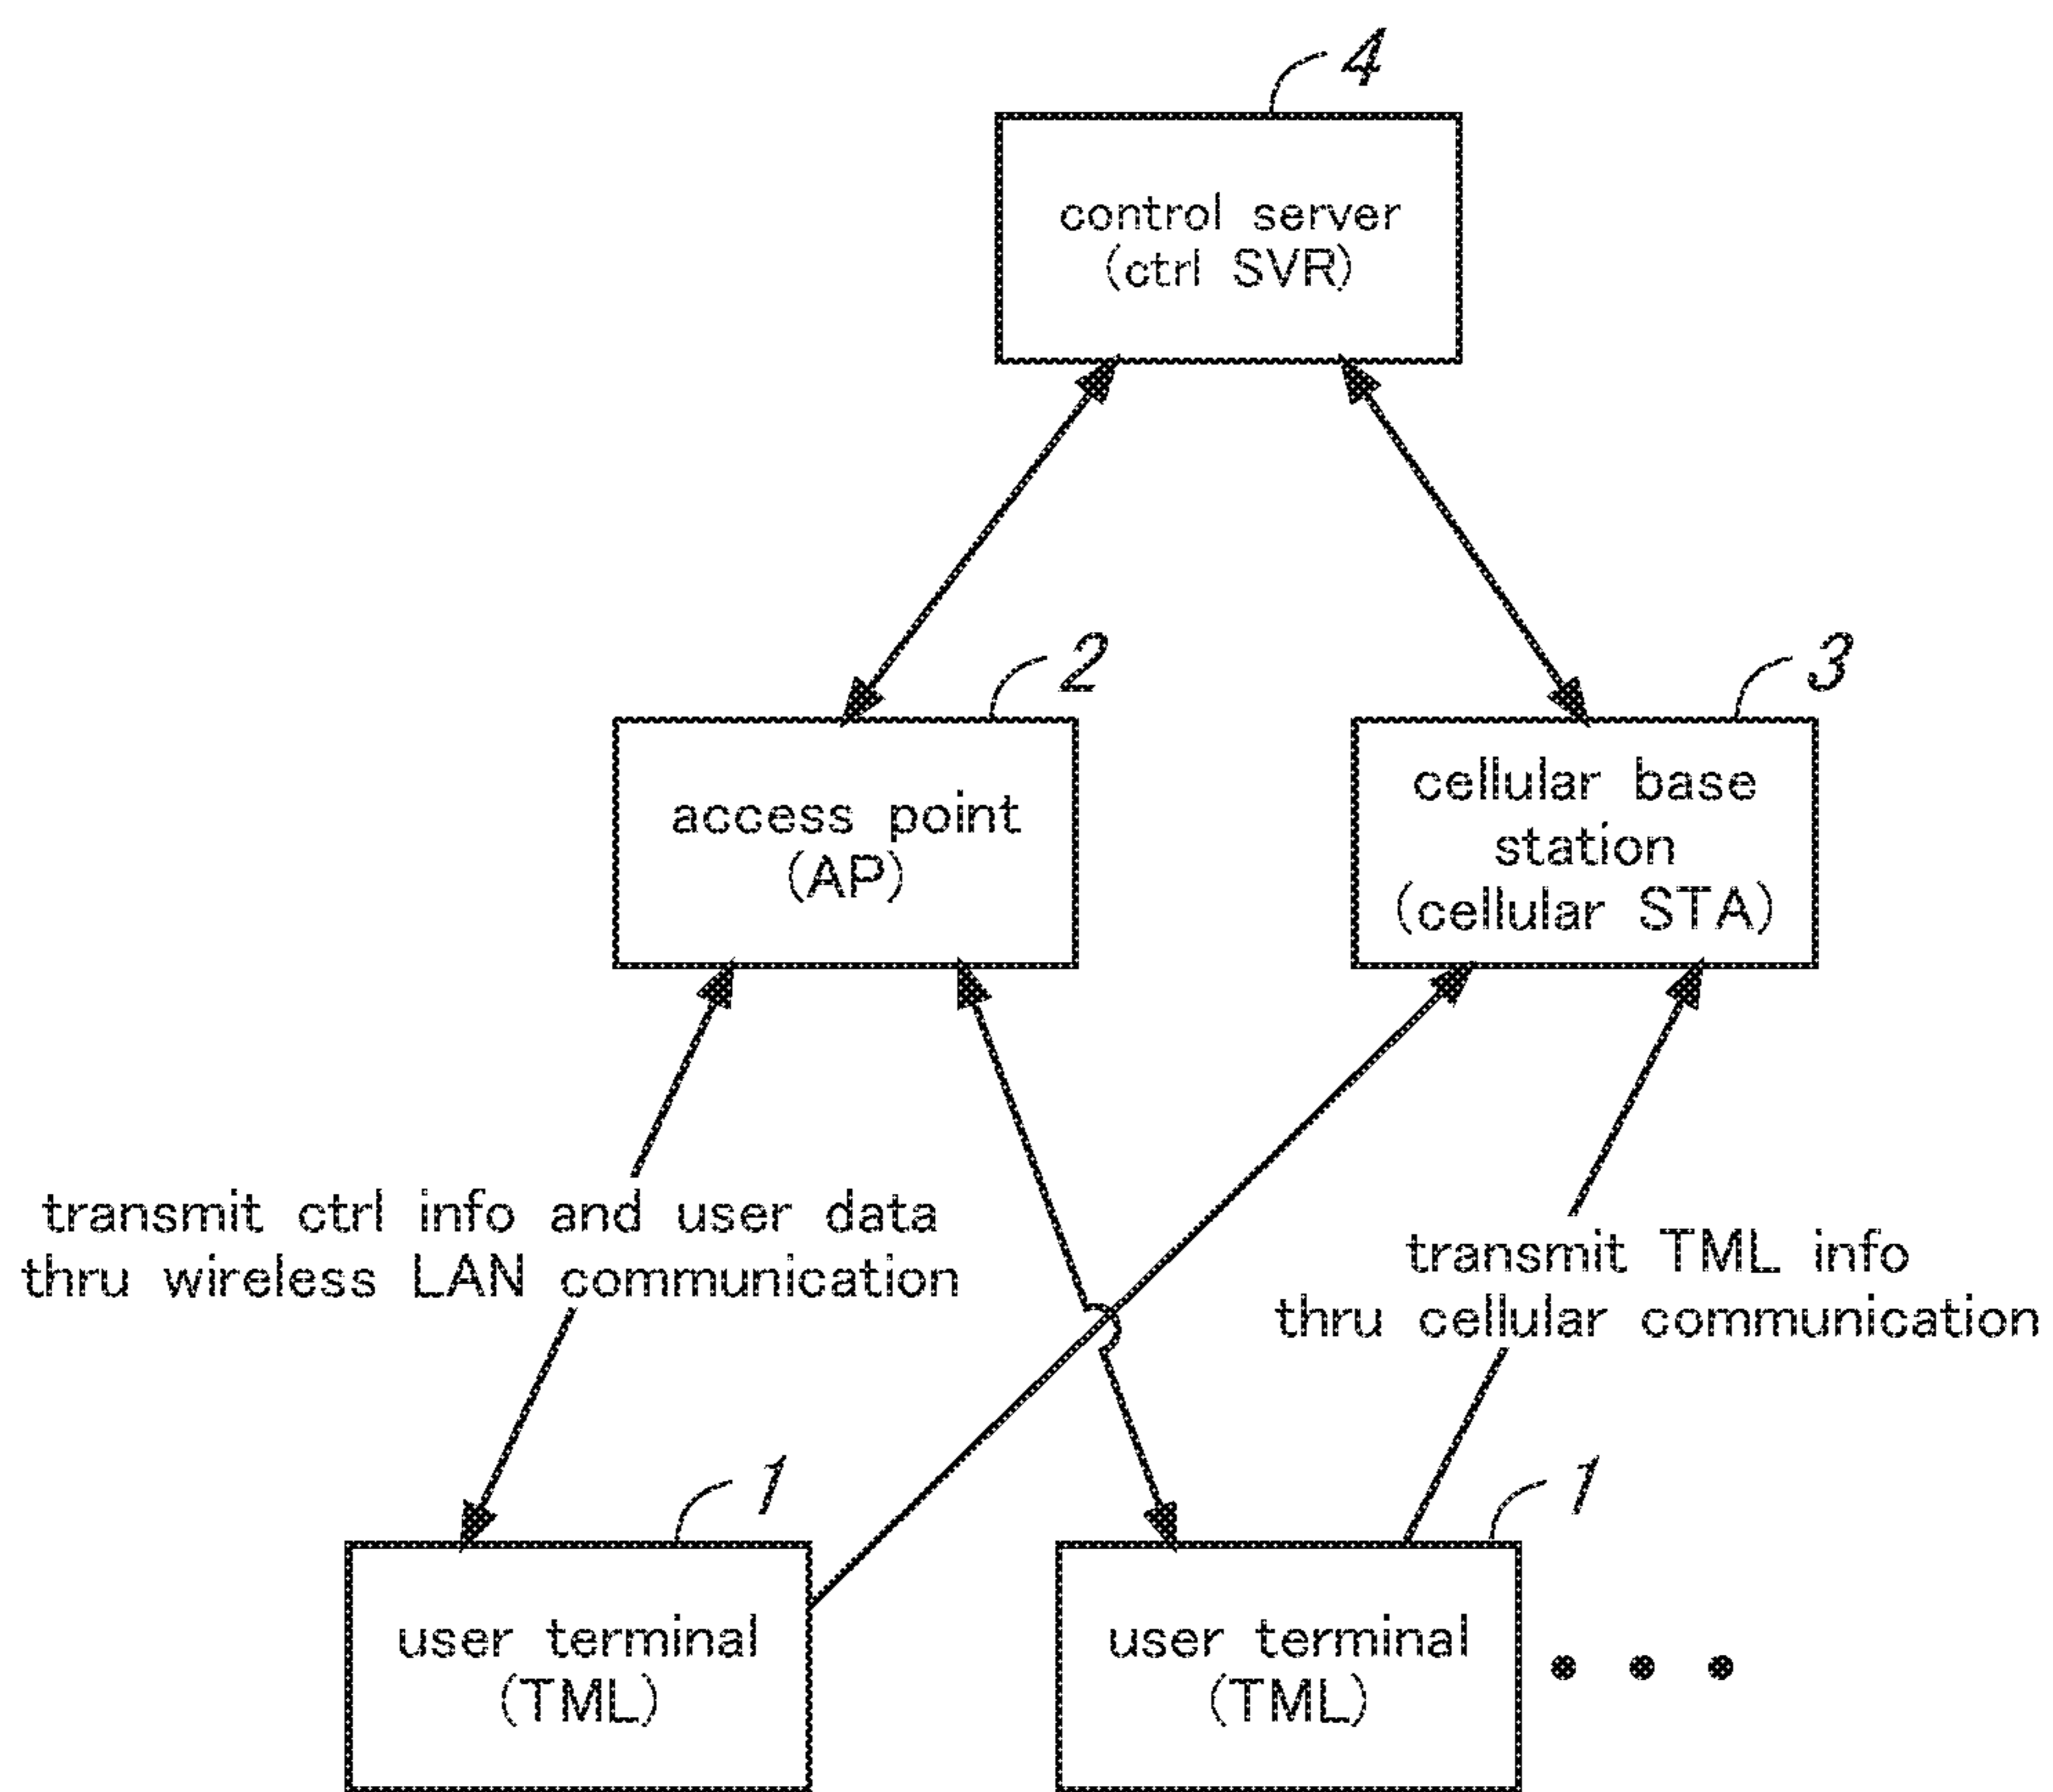 4
control server
(ctrl SVR)
2
3
access point
(AP)
cellular base
station
(cellular STA)
transmit ctrl info and user data
thru wireless LAN communication
transmit TML info
thru cellular communication
1
1
user terminal
(TML)
user terminal
(TML)